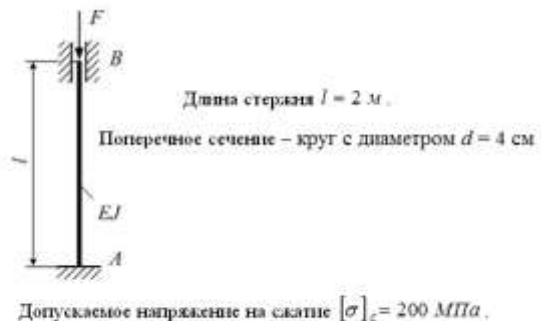 F
B
Длина стержня l = 2 м .
Поперечное сечение – круг с диаметром d = 4 см
l
EJ
A
Допускаемое напряжение на сжатие [σ]c = 200 МПа .